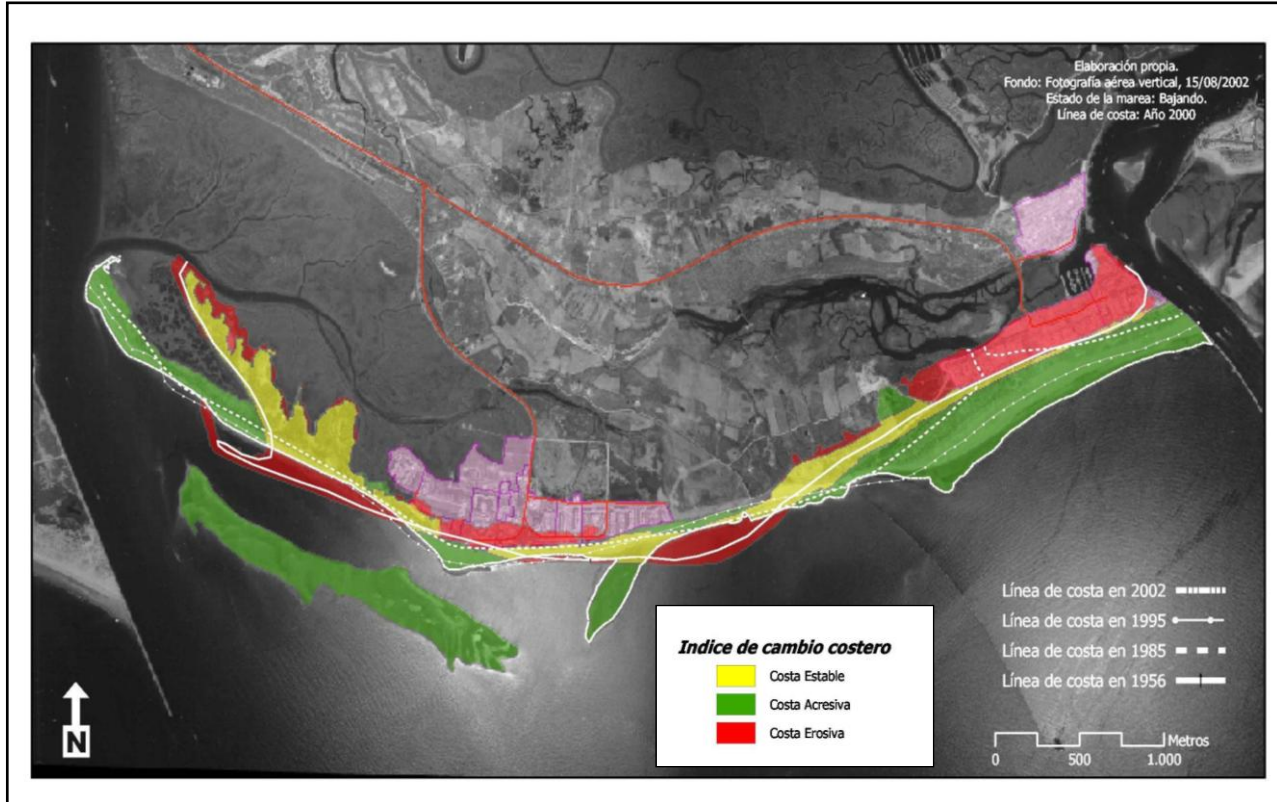 Elaboración propia.
Fondo: Fotografía aérea vertical, 15/08/2002
Estado de la marea: Bajando.
Línea de costa: Año 2000
Indice de cambio costero
Costa Estable
Costa Acresiva
Costa Erosiva
Línea de costa en 2002
Línea de costa en 1995
Línea de costa en 1985
Línea de costa en 1956
Metros
0 500 1.000
N